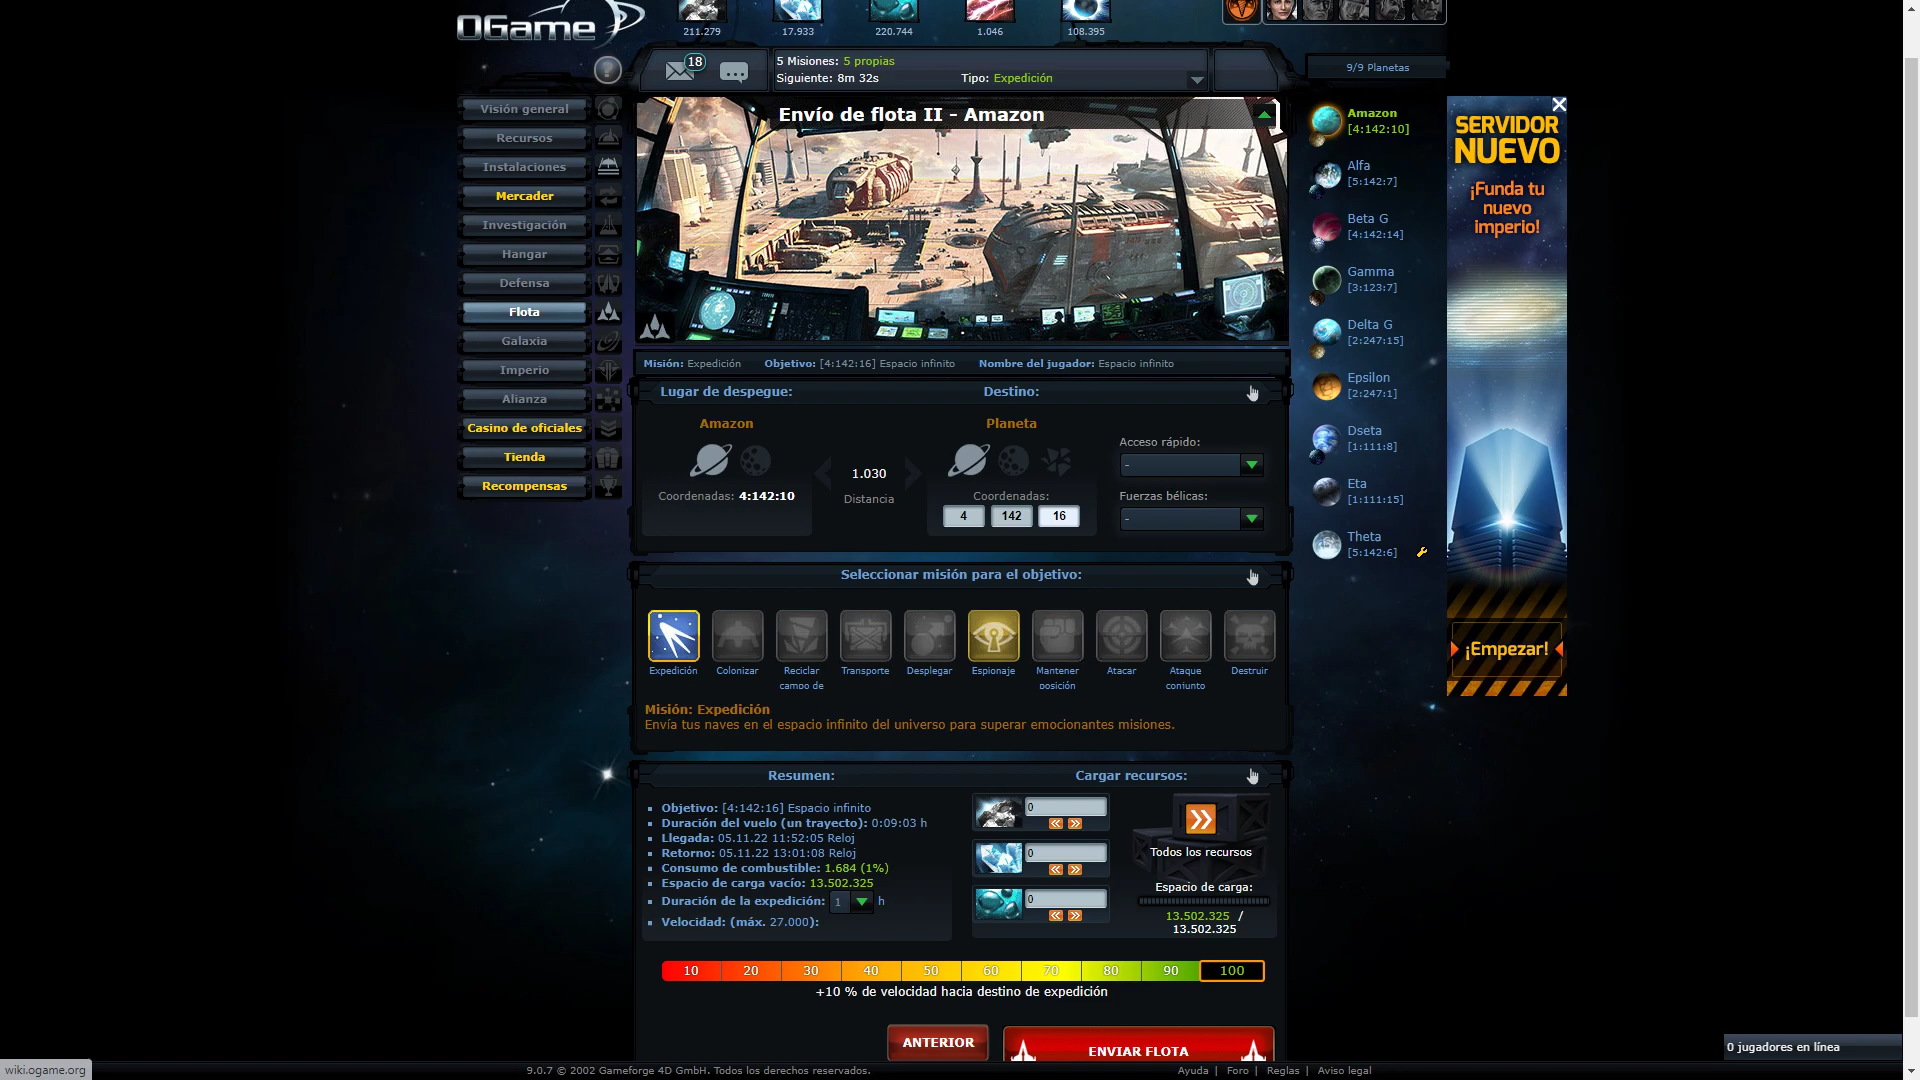 OGame
211.279
17.933
220.744
1.046
108.395
18
5 Misiones: 5 propias
Siguiente: 8m 32s
Tipo: Expedición
9/9 Planetas
?
Visión general
Recursos
Instalaciones
Mercader
Investigación
Hangar
Defensa
Flota
Galaxia
Imperio
Alianza
Casino de oficiales
Tienda
Recompensas
Envío de flota II - Amazon
Misión: Expedición
Objetivo: [4:142:16] Espacio infinito
Nombre del jugador: Espacio infinito
Lugar de despegue:
Destino:
Amazon
Planeta
1.030
Distancia
Coordenadas: 4:142:10
Coordenadas:
4 142 16
Acceso rápido:
-
Fuerzas bélicas:
-
Seleccionar misión para el objetivo:
Expedición
Colonizar
Reciclar campo de
Transporte
Desplegar
Espionaje
Mantener posición
Atacar
Ataque conjunto
Destruir
Misión: Expedición
Envía tus naves en el espacio infinito del universo para superar emocionantes misiones.
Resumen:
Objetivo: [4:142:16] Espacio infinito
Duración del vuelo (un trayecto): 0:09:03 h
Llegada: 05.11.22 11:52:05 Reloj
Retorno: 05.11.22 13:01:08 Reloj
Consumo de combustible: 1.684 (1%)
Espacio de carga vacío: 13.502.325
Duración de la expedición: 1 h
Velocidad: (máx. 27.000):
Cargar recursos:
0
0
0
Todos los recursos
Espacio de carga:
13.502.325 /
13.502.325
10 20 30 40 50 60 70 80 90 100
+10 % de velocidad hacia destino de expedición
ANTERIOR
ENVIAR FLOTA
Amazon
[4:142:10]
Alfa
[5:142:7]
Beta G
[4:142:14]
Gamma
[3:123:7]
Delta G
[2:247:15]
Epsilon
[2:247:1]
Dseta
[1:111:8]
Eta
[1:111:15]
Theta
[5:142:6]
SERVIDOR
NUEVO
¡Funda tu
nuevo
imperio!
¡Empezar!
0 jugadores en línea
wiki.ogame.org
9.0.7 © 2002 Gameforge 4D GmbH. Todos los derechos reservados.
Ayuda | Foro | Reglas | Aviso legal